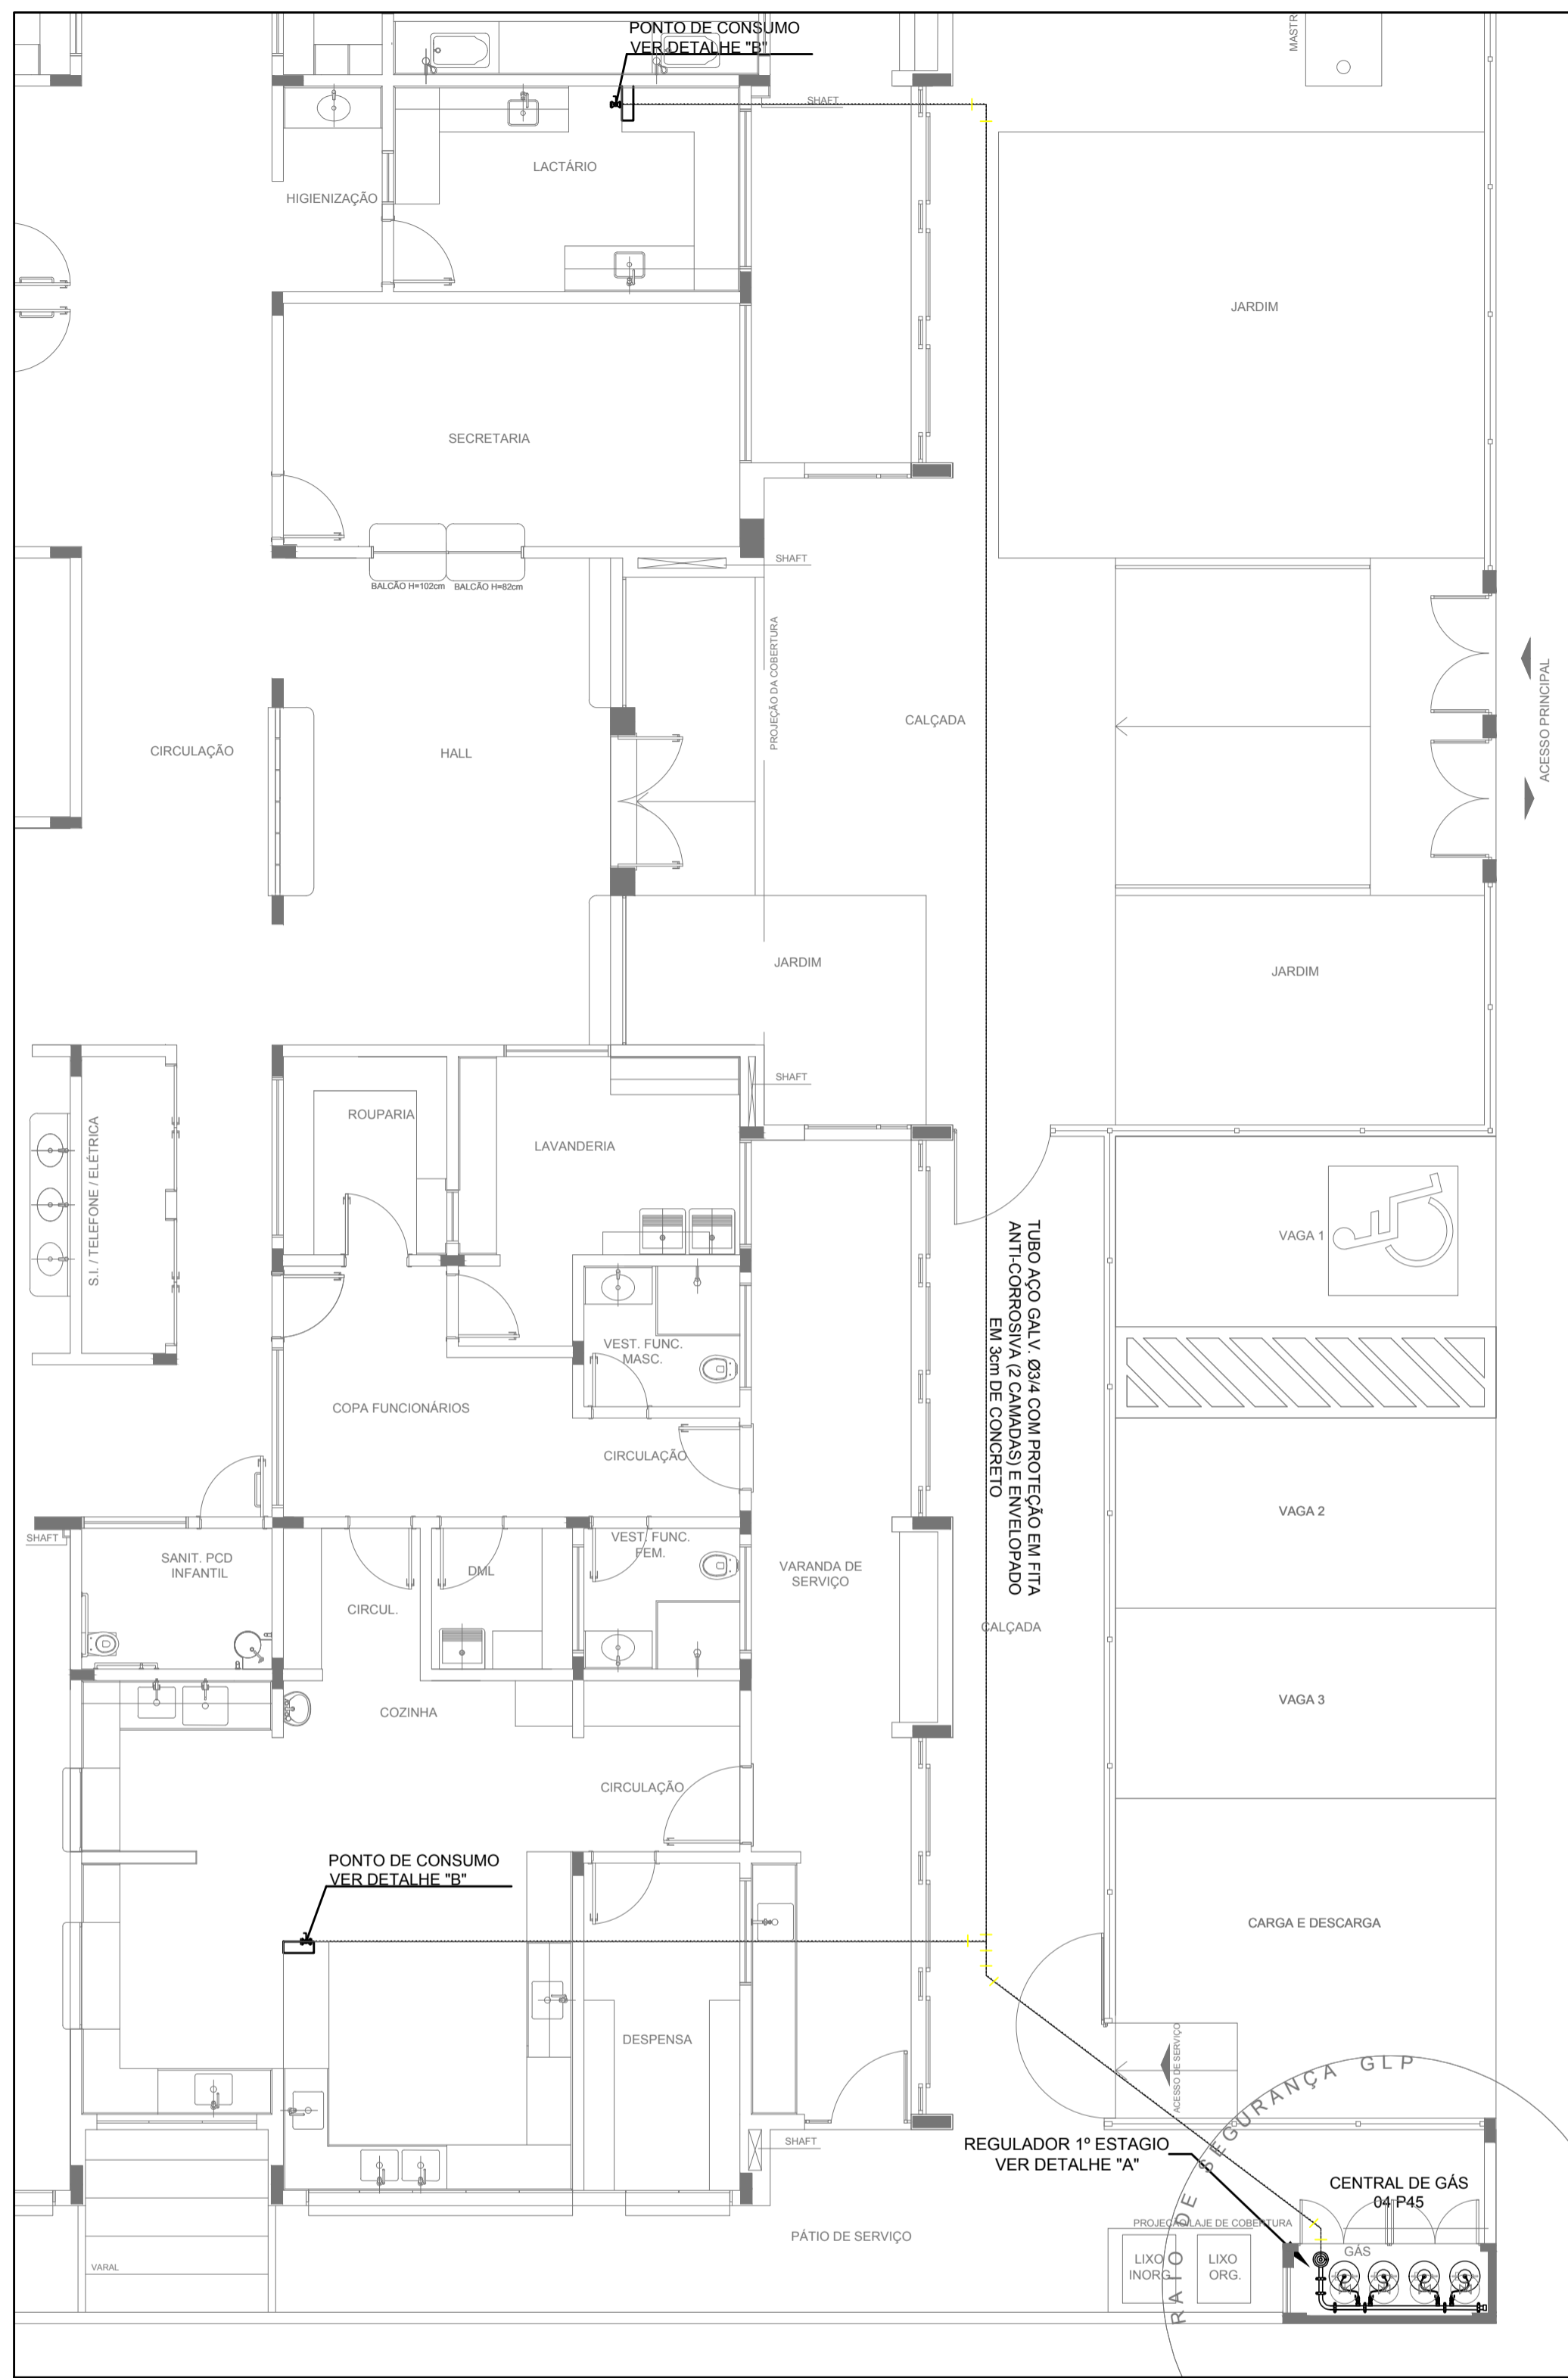 PONTO DE CONSUMO
VER DETALHE "B"
MASTR
SHAFT
LACTÁRIO
HIGIENIZAÇÃO
JARDIM
SECRETARIA
SHAFT
BALCÃO H=102cm
BALCÃO H=82cm
PROJEÇÃO DA COBERTURA
ACESSO PRINCIPAL
CALÇADA
CIRCULAÇÃO
HALL
JARDIM
JARDIM
SHAFT
ROUPARIA
LAVANDERIA
S.I. / TELEFONE / ELÉTRICA
TUBO AÇO GALV. Ø3/4 COM PROTEÇÃO EM FITA
ANTI-CORROSIVA (2 CAMADAS) E ENVELOPADO
EM 3cm DE CONCRETO
VAGA 1
VEST. FUNC.
MASC.
COPA FUNCIONÁRIOS
CIRCULAÇÃO
VAGA 2
SHAFT
SANIT. PCD
INFANTIL
VEST. FUNC.
FEM.
DML
VARANDA DE
SERVIÇO
CIRCUL.
CALÇADA
VAGA 3
COZINHA
CIRCULAÇÃO
PONTO DE CONSUMO
VER DETALHE "B"
CARGA E DESCARGA
DESPENSA
ACESSO DE SERVIÇO
RAIO DE SEGURANÇA GLP
SHAFT
REGULADOR 1º ESTAGIO
VER DETALHE "A"
CENTRAL DE GÁS
04 P45
PROJEÇÃO/LAJE DE COBERTURA
PÁTIO DE SERVIÇO
GÁS
LIXO
INORG.
LIXO
ORG.
VARAL